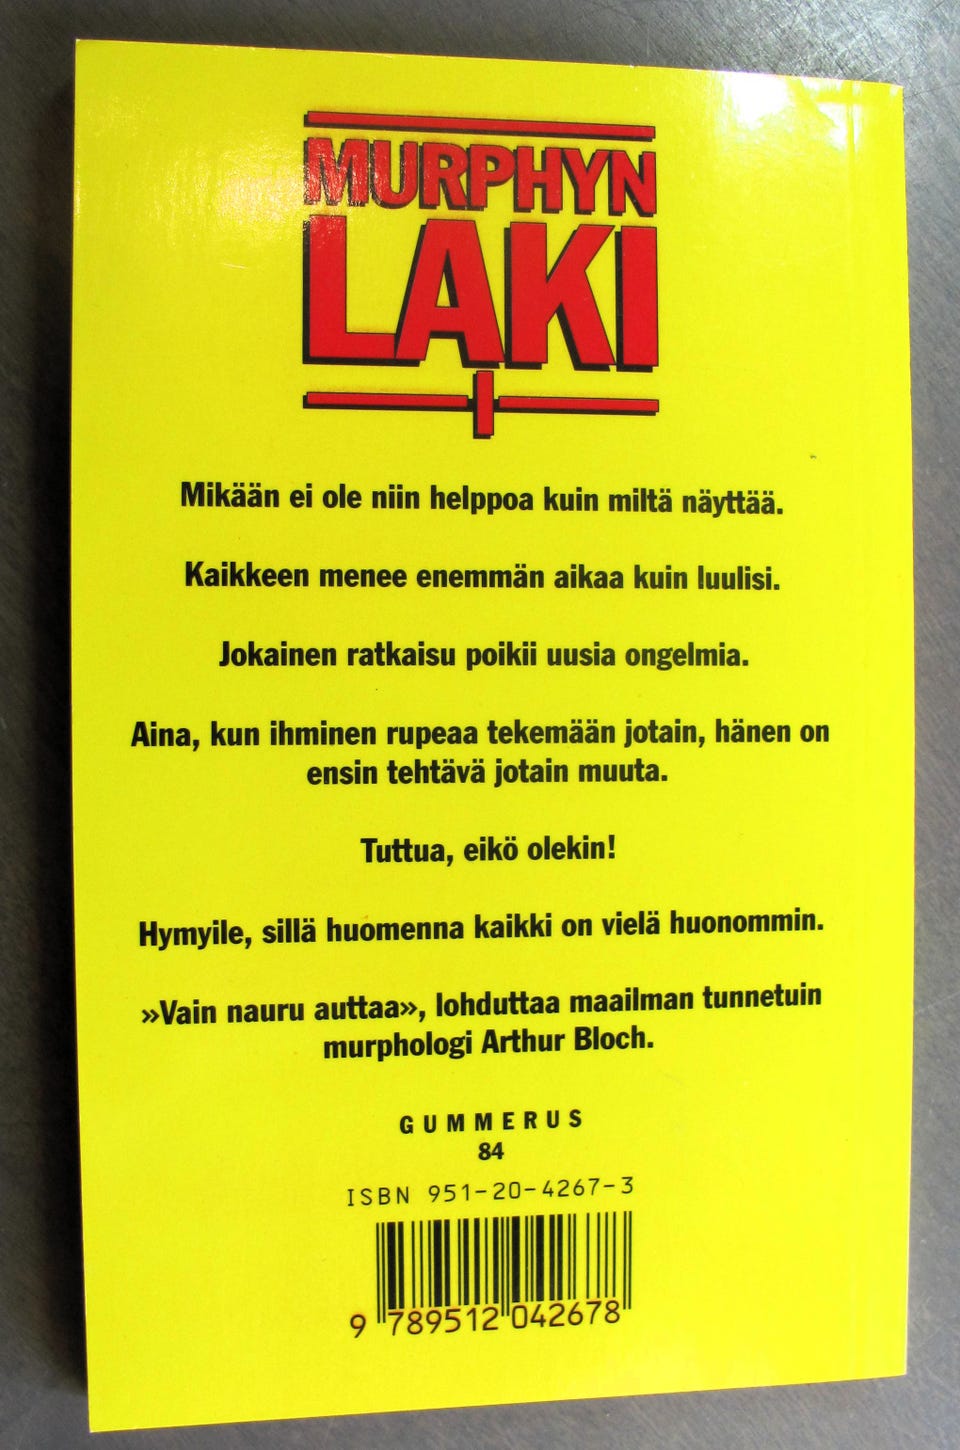 MURPHYN
LAKI
Mikään ei ole niin helppoa kuin miltä näyttää.
Kaikkeen menee enemmän aikaa kuin luulisi.
Jokainen ratkaisu poikii uusia ongelmia.
Aina, kun ihminen rupeaa tekemään jotain, hänen on
ensin tehtävä jotain muuta.
Tuttua, eikö olekin!
Hymyile, sillä huomenna kaikki on vielä huonommin.
»Vain nauru auttaa», lohduttaa maailman tunnetuin
murphologi Arthur Bloch.
GUMMERUS
84
ISBN 951-20-4267-3
9 789512 042678